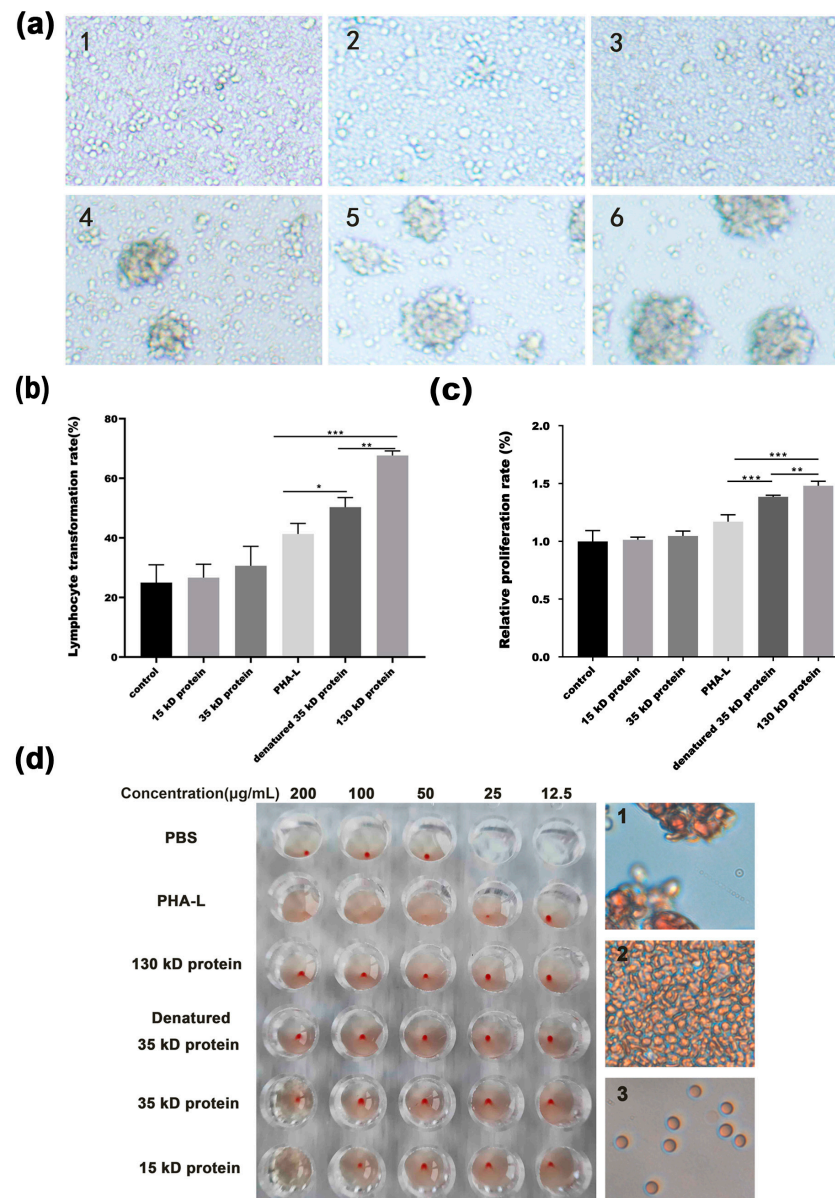 (a)
1
2
3
4
5
6
(b)
Lymphocyte transformation rate(%)
80
60
40
20
0
***
**
*
control
15 kD protein
35 kD protein
PHA-L
denatured 35 kD protein
130 kD protein
(c)
Relative proliferation rate (%)
2.0
1.5
1.0
0.5
0.0
***
***
**
control
15 kD protein
35 kD protein
PHA-L
denatured 35 kD protein
130 kD protein
(d)
Concentration(μg/mL) 200 100 50 25 12.5
PBS
PHA-L
130 kD protein
Denatured
35 kD protein
35 kD protein
15 kD protein
1
2
3